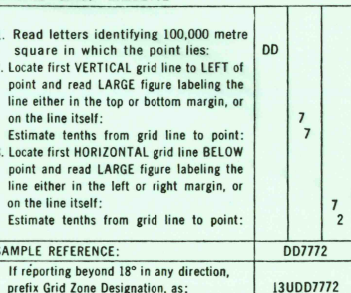 . Read letters identifying 100,000 metre
square in which the point lies: DD
. Locate first VERTICAL grid line to LEFT of
point and read LARGE figure labeling the
line either in the top or bottom margin, or
on the line itself: 7
Estimate tenths from grid line to point: 7
. Locate first HORIZONTAL grid line BELOW
point and read LARGE figure labeling the
line either in the left or right margin, or
on the line itself: 7
Estimate tenths from grid line to point: 2
AMPLE REFERENCE: DD7772
If reporting beyond 18° in any direction,
prefix Grid Zone Designation, as: 13UDD7772